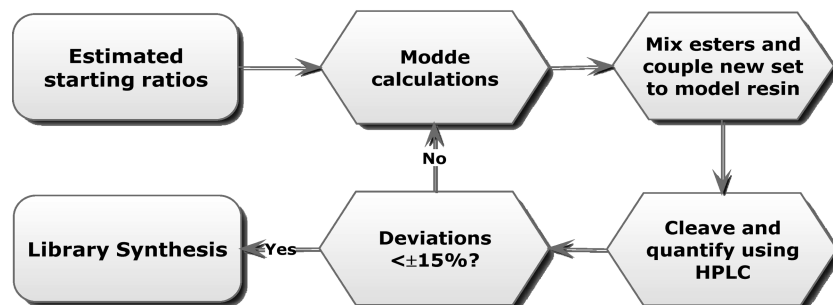 Estimated
starting ratios
Modde
calculations
Mix esters and
couple new set
to model resin
Cleave and
quantify using
HPLC
Deviations
<±15%?
No
Yes
Library Synthesis